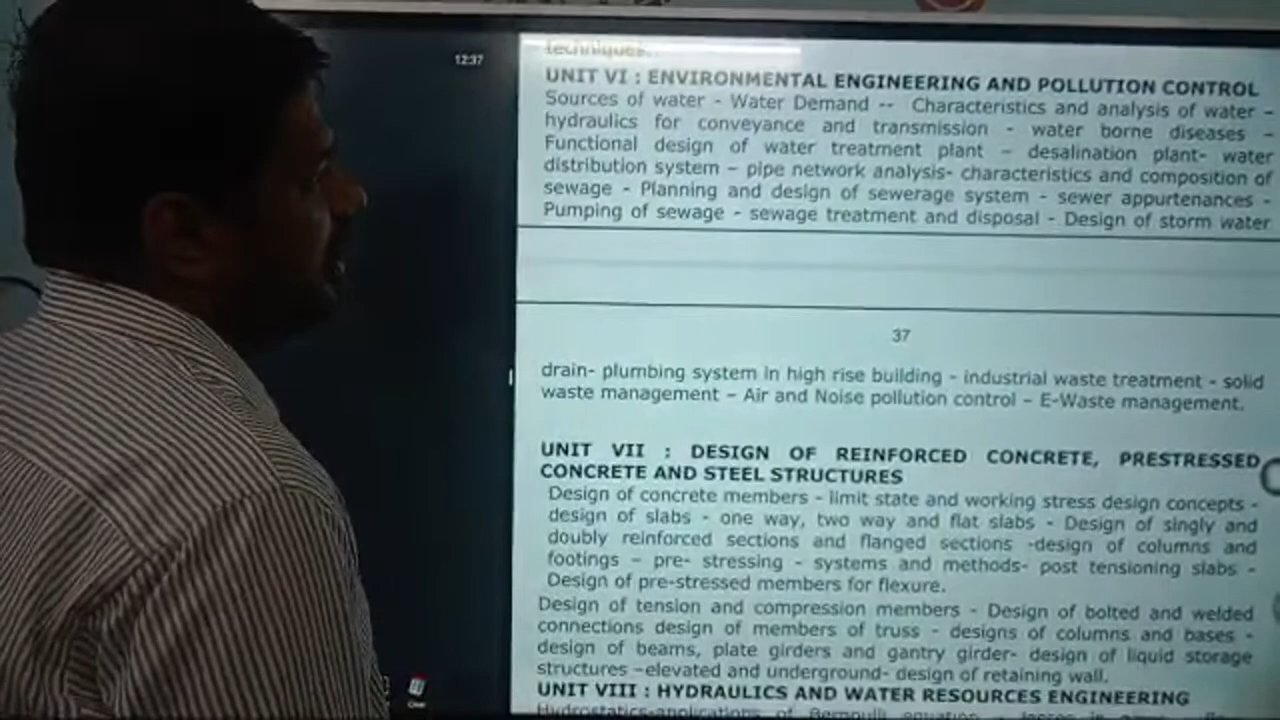 12:37
techniques.
UNIT VI : ENVIRONMENTAL ENGINEERING AND POLLUTION CONTROL
Sources of water - Water Demand -- Characteristics and analysis of water –
hydraulics for conveyance and transmission - water borne diseases –
Functional design of water treatment plant – desalination plant- water
distribution system – pipe network analysis- characteristics and composition of
sewage - Planning and design of sewerage system - sewer appurtenances -
Pumping of sewage - sewage treatment and disposal - Design of storm water
37
drain- plumbing system in high rise building - industrial waste treatment - solid
waste management – Air and Noise pollution control – E-Waste management.
UNIT VII : DESIGN OF REINFORCED CONCRETE, PRESTRESSED
CONCRETE AND STEEL STRUCTURES
Design of concrete members - limit state and working stress design concepts -
design of slabs - one way, two way and flat slabs - Design of singly and
doubly reinforced sections and flanged sections -design of columns and
footings – pre- stressing - systems and methods- post tensioning slabs -
Design of pre-stressed members for flexure.
Design of tension and compression members - Design of bolted and welded
connections design of members of truss - designs of columns and bases -
design of beams, plate girders and gantry girder- design of liquid storage
structures –elevated and underground- design of retaining wall.
UNIT VIII : HYDRAULICS AND WATER RESOURCES ENGINEERING
Hydrostatics-applications of Bernoulli equation